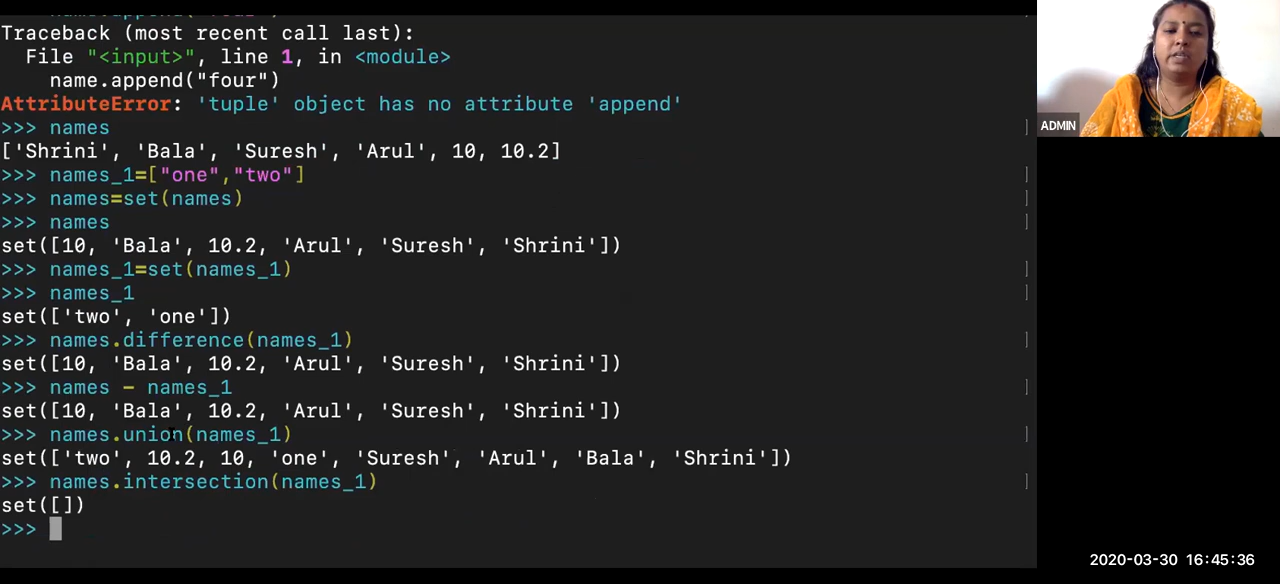 Traceback (most recent call last):
  File "<input>", line 1, in <module>
    name.append("four")
AttributeError: 'tuple' object has no attribute 'append'
>>> names
['Shrini', 'Bala', 'Suresh', 'Arul', 10, 10.2]
>>> names_1=["one","two"]
>>> names=set(names)
>>> names
set([10, 'Bala', 10.2, 'Arul', 'Suresh', 'Shrini'])
>>> names_1=set(names_1)
>>> names_1
set(['two', 'one'])
>>> names.difference(names_1)
set([10, 'Bala', 10.2, 'Arul', 'Suresh', 'Shrini'])
>>> names - names_1
set([10, 'Bala', 10.2, 'Arul', 'Suresh', 'Shrini'])
>>> names.union(names_1)
set(['two', 10.2, 10, 'one', 'Suresh', 'Arul', 'Bala', 'Shrini'])
>>> names.intersection(names_1)
set([])
>>>
ADMIN
2020-03-30 16:45:36